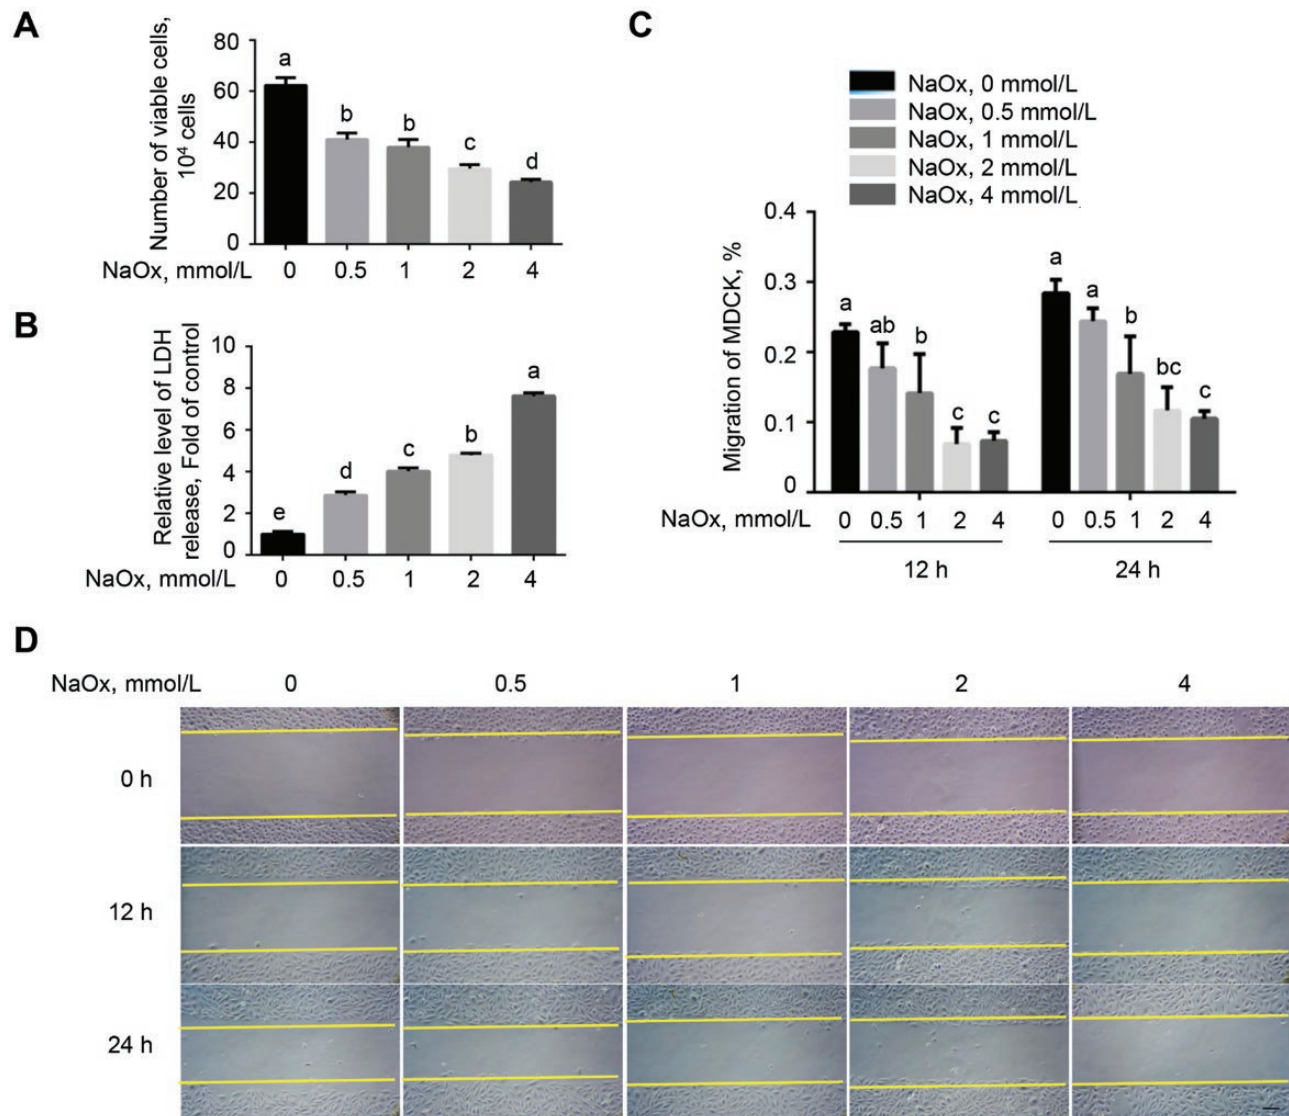 A
Number of viable cells,
10⁴ cells
80
60
40
20
0
a
b
b
c
d
NaOx, mmol/L 0 0.5 1 2 4
B
Relative level of LDH
release, Fold of control
10
8
6
4
2
0
e
d
c
b
a
NaOx, mmol/L 0 0.5 1 2 4
C
NaOx, 0 mmol/L
NaOx, 0.5 mmol/L
NaOx, 1 mmol/L
NaOx, 2 mmol/L
NaOx, 4 mmol/L
Migration of MDCK, %
0.4
0.3
0.2
0.1
0
a
ab
b
c
c
a
a
b
bc
c
NaOx, mmol/L 0 0.5 1 2 4 0 0.5 1 2 4
12 h 24 h
D
NaOx, mmol/L 0 0.5 1 2 4
0 h
12 h
24 h